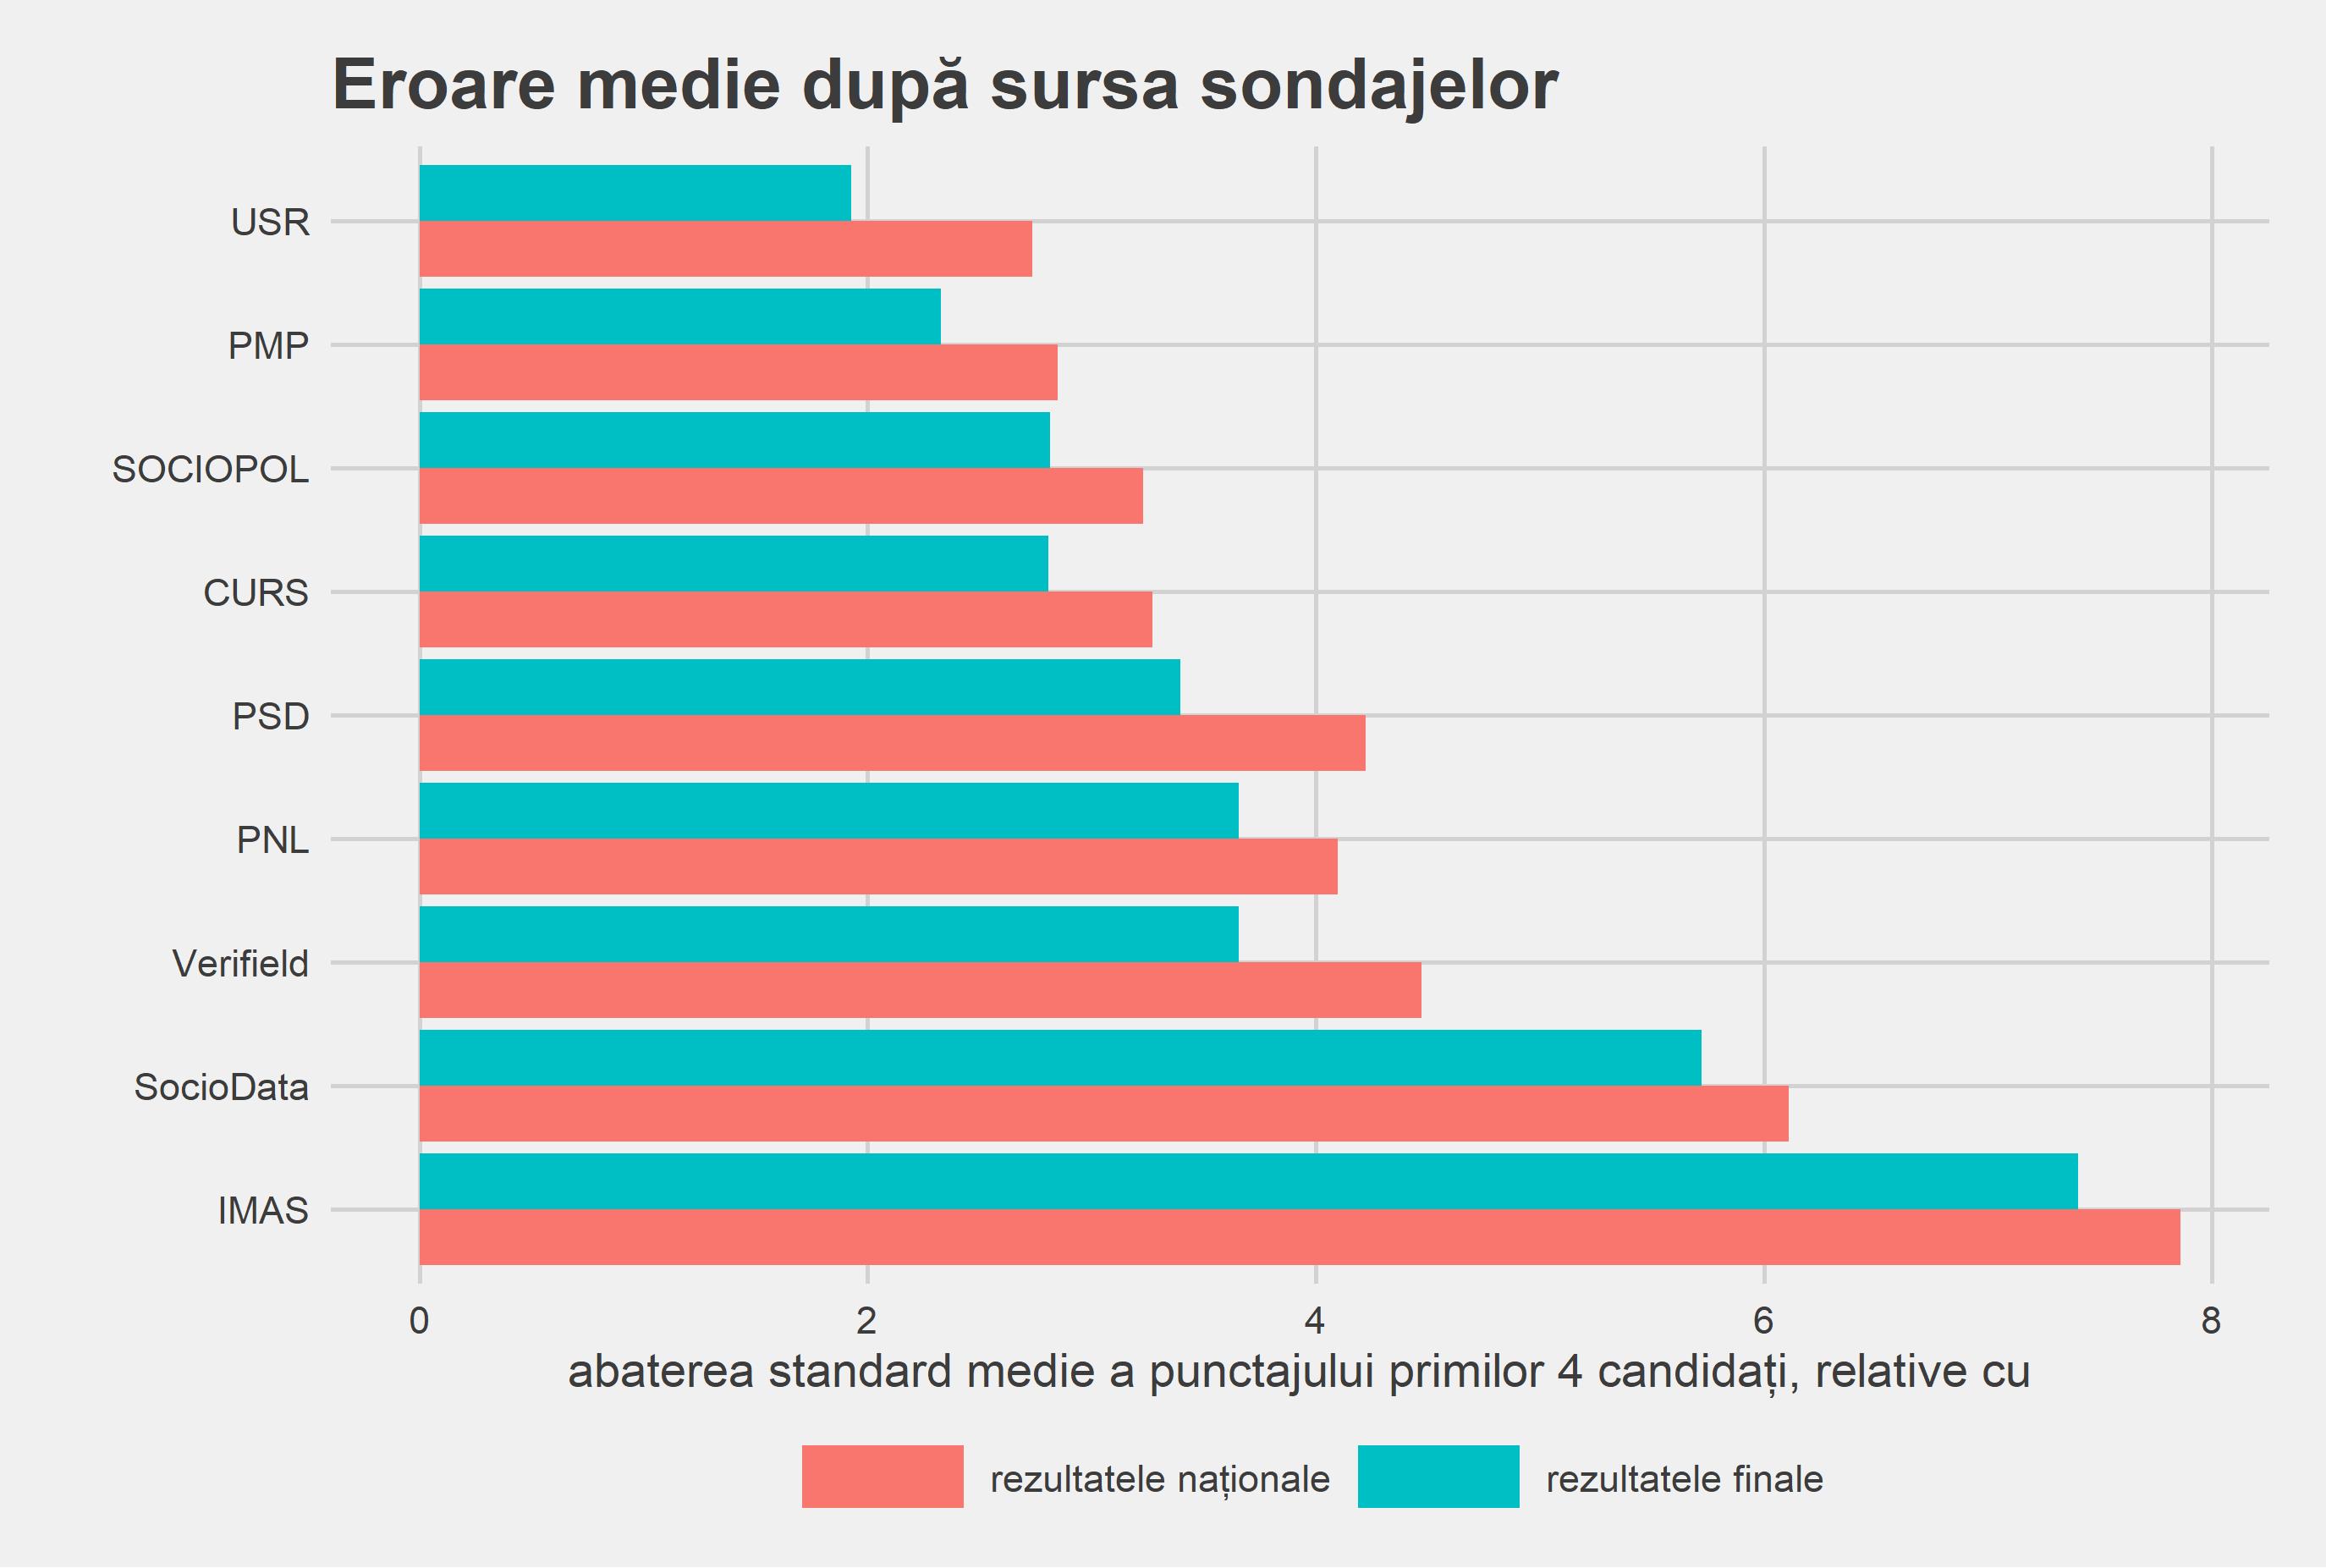 Eroare medie după sursa sondajelor
USR
PMP
SOCIOPOL
CURS
PSD
PNL
Verifield
SocioData
IMAS
0 2 4 6 8
abaterea standard medie a punctajului primilor 4 candidați, relative cu
rezultatele naționale rezultatele finale